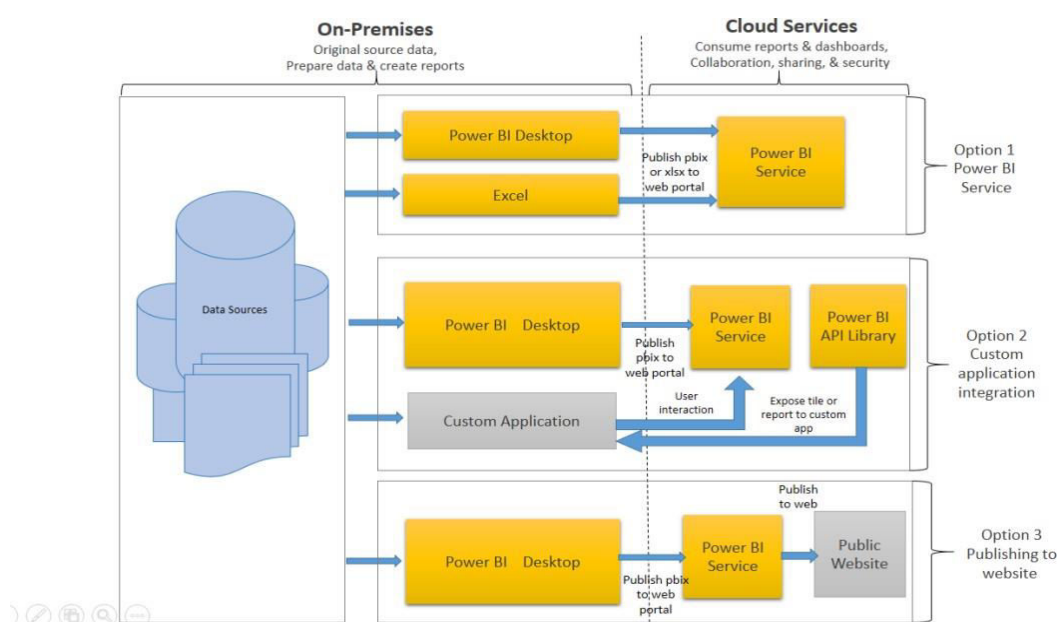 On-Premises
Original source data,
Prepare data & create reports
Cloud Services
Consume reports & dashboards,
Collaboration, sharing, & security
Data Sources
Power BI Desktop
Excel
Publish pbix
or xlsx to
web portal
Power BI
Service
Option 1
Power BI
Service
Power BI Desktop
Publish pbix to
web portal
Power BI
Service
Power BI
API Library
Custom Application
User
interaction
Expose tile or
report to custom
app
Option 2
Custom
application
integration
Power BI Desktop
Publish pbix
to web
portal
Power BI
Service
Publish
to web
Public
Website
Option 3
Publishing to
website